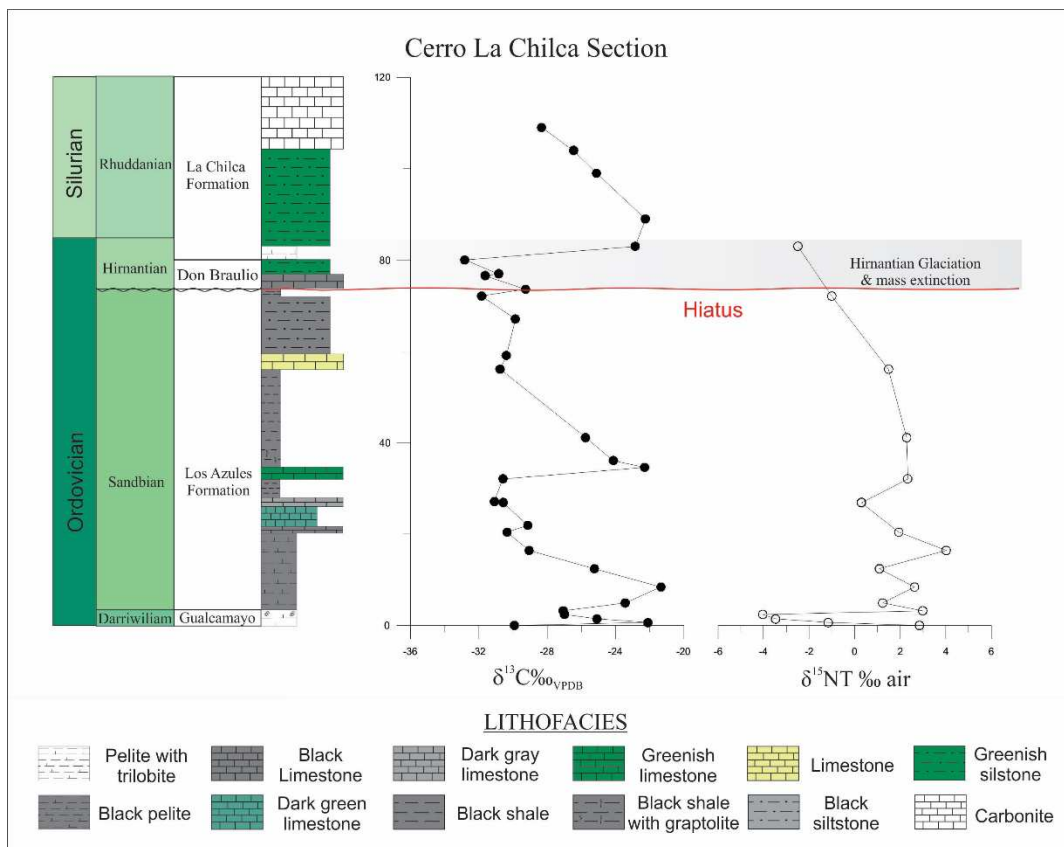 Cerro La Chilca Section
Silurian
Ordovician
Rhuddanian
Hirnantian
Sandbian
Darriwiliam
La Chilca
Formation
Don Braulio
Los Azules
Formation
Gualcamayo
120
80
40
0
-36
-32
-28
-24
-20
δ¹³C‰VPDB
Hirnantian Glaciation
& mass extinction
Hiatus
-6
-4
-2
0
2
4
6
δ¹⁵NT ‰ air
LITHOFACIES
Pelite with
trilobite
Black
Limestone
Dark gray
limestone
Greenish
limestone
Limestone
Greenish
silstone
Black pelite
Dark green
limestone
Black shale
Black shale
with graptolite
Black
siltstone
Carbonite